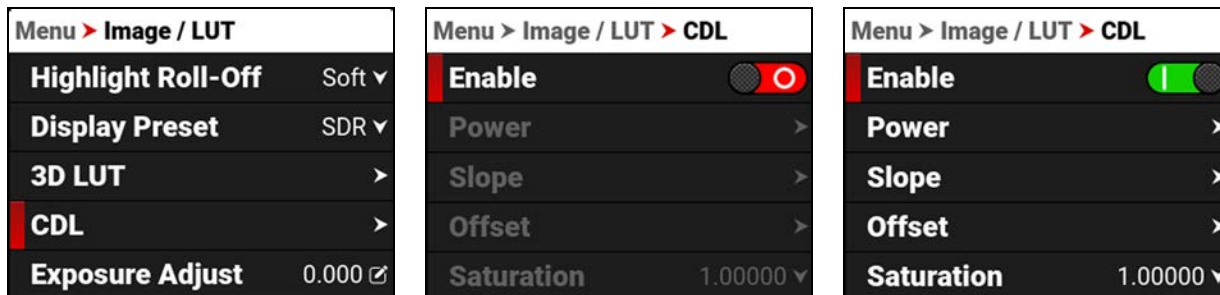 Menu > Image / LUT
Highlight Roll-Off Soft
Display Preset SDR
3D LUT
CDL
Exposure Adjust 0.000
Menu > Image / LUT > CDL
Enable
Power
Slope
Offset
Saturation 1.00000
Menu > Image / LUT > CDL
Enable
Power
Slope
Offset
Saturation 1.00000